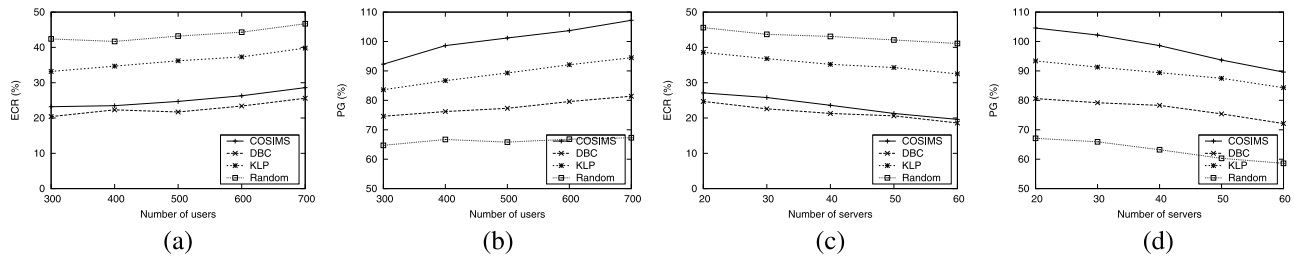 50
40
30
20
10
0
ECR (%)
COSIMS
DBC
KLP
Random
300 400 500 600 700
Number of users
(a)
110
100
90
80
70
60
50
PG (%)
COSIMS
DBC
KLP
Random
300 400 500 600 700
Number of users
(b)
50
40
30
20
10
0
ECR (%)
COSIMS
DBC
KLP
Random
20 30 40 50 60
Number of servers
(c)
110
100
90
80
70
60
50
PG (%)
COSIMS
DBC
KLP
Random
20 30 40 50 60
Number of servers
(d)